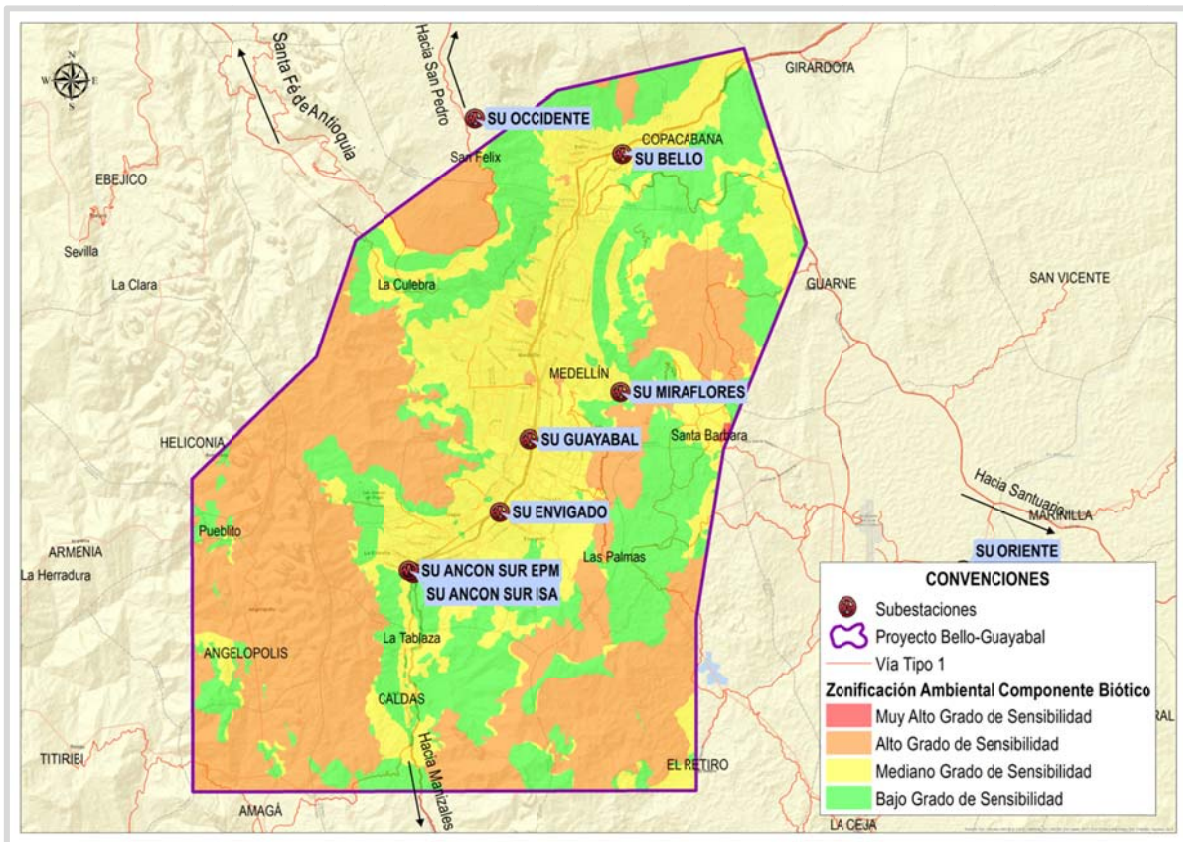 N
W
E
S
Santa Fé de Antioquia
Hacia San Pedro
GIRARDOTA
SU OCCIDENTE
COPACABANA
San Felix
SU BELLO
EBEJICO
Sevilla
La Clara
La Culebra
GUARNE
SAN VICENTE
MEDELLÍN
SU MIRAFLORES
HELICONIA
SU GUAYABAL
Santa Barbara
Hacia Santuario
MARINILLA
SU ENVIGADO
Pueblito
ARMENIA
La Herradura
Las Palmas
SU ORIENTE
SU ANCON SUR EPM
SU ANCON SUR ISA
La Tablaza
ANGELOPOLIS
CALDAS
TITIRIBI
Hacia Manizales
EL RETIRO
AMAGÁ
LA CEJA
RAL
CONVENCIONES
Subestaciones
Proyecto Bello-Guayabal
Vía Tipo 1
Zonificación Ambiental Componente Biótico
Muy Alto Grado de Sensibilidad
Alto Grado de Sensibilidad
Mediano Grado de Sensibilidad
Bajo Grado de Sensibilidad